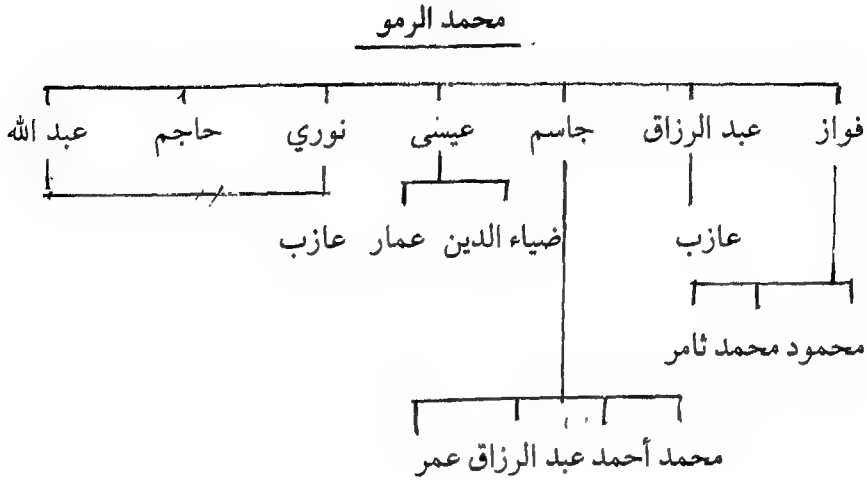 محمد الرمو
فواز عبد الرزاق جاسم عيسى نوري حاجم عبد الله
عازب ضياء الدين عمار عازب
محمود محمد ثامر
محمد أحمد عبد الرزاق عمر